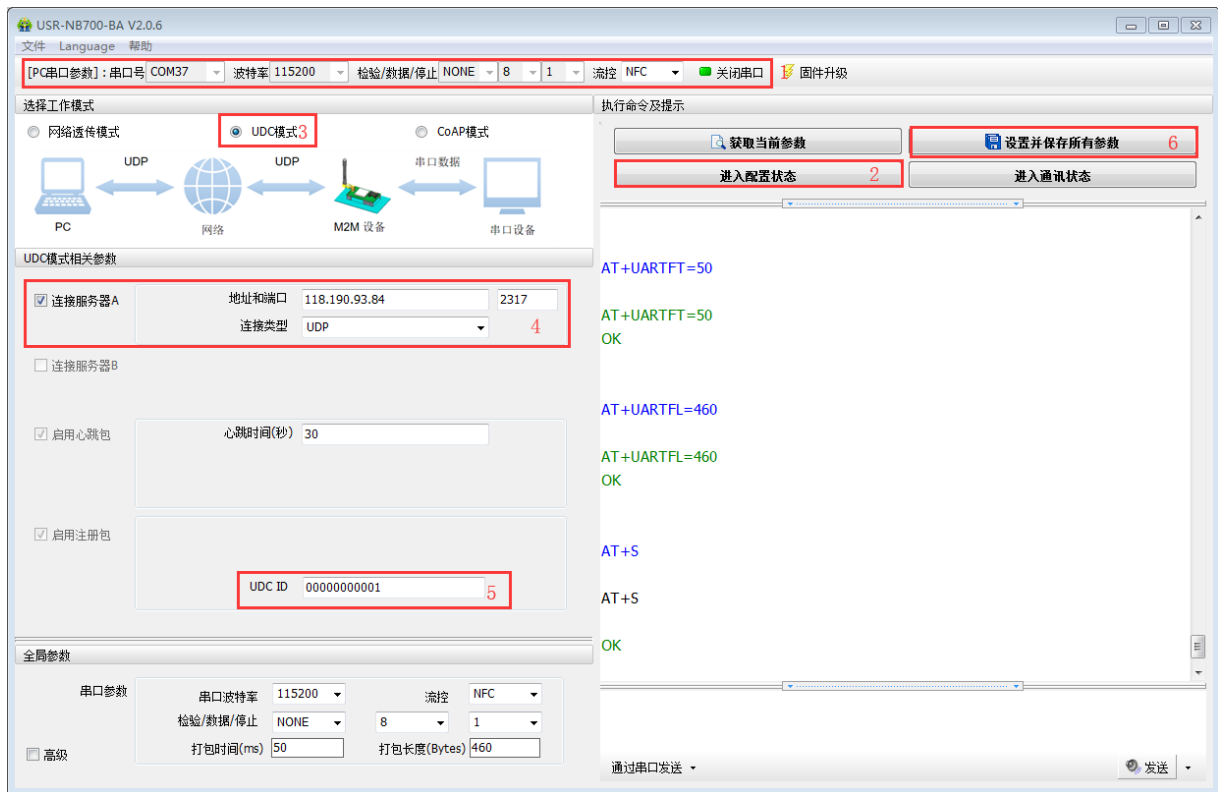 USR-NB700-BA V2.0.6
文件 Language 帮助
[PC串口参数]：串口号 COM37 波特率 115200 检验/数据/停止 NONE 8 1 流控 NFC 关闭串口 1 固件升级
选择工作模式
网络透传模式 UDC模式 3 CoAP模式
UDP UDP 串口数据
PC 网络 M2M 设备 串口设备
UDC模式相关参数
连接服务器A 地址和端口 118.190.93.84 2317
连接类型 UDP 4
连接服务器B
启用心跳包 心跳时间(秒) 30
启用注册包
UDC ID 00000000001 5
全局参数
串口参数 串口波特率 115200 流控 NFC
检验/数据/停止 NONE 8 1
高级 打包时间(ms) 50 打包长度(Bytes) 460
执行命令及提示
获取当前参数 设置并保存所有参数 6
进入配置状态 2 进入通讯状态
AT+UARTFT=50
AT+UARTFT=50
OK
AT+UARTFL=460
AT+UARTFL=460
OK
AT+S
AT+S
OK
通过串口发送 发送